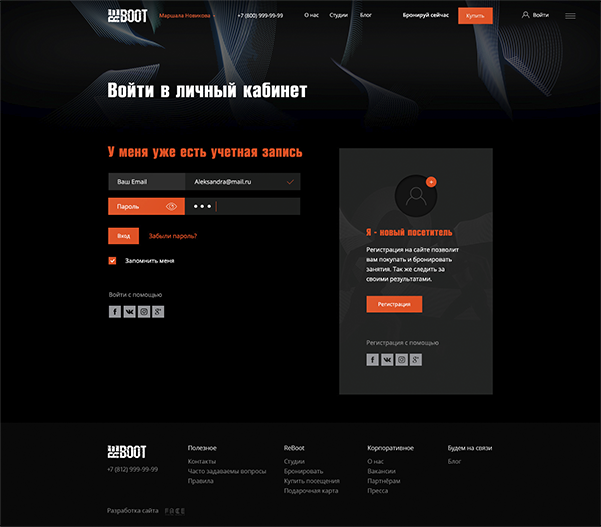 REBOOT
Маршала Новикова
+7 (800) 999-99-99
О нас
Студии
Блог
Бронируй сейчас
Купить
Войти
Войти в личный кабинет
У меня уже есть учетная запись
Ваш Email
Aleksandra@mail.ru
Пароль
Вход
Забыли пароль?
Запомнить меня
Войти с помощью
Я - новый посетитель
Регистрация на сайте позволит
вам покупать и бронировать
занятия. Так же следить за
своими результатами.
Регистрация
Регистрация с помощью
REBOOT
+7 (812) 999-99-99
Полезное
Контакты
Часто задаваемы вопросы
Правила
ReBoot
Студии
Бронировать
Купить посещения
Подарочная карта
Корпоративное
О нас
Вакансии
Партнёрам
Пресса
Будем на связи
Блог
Разработка сайта